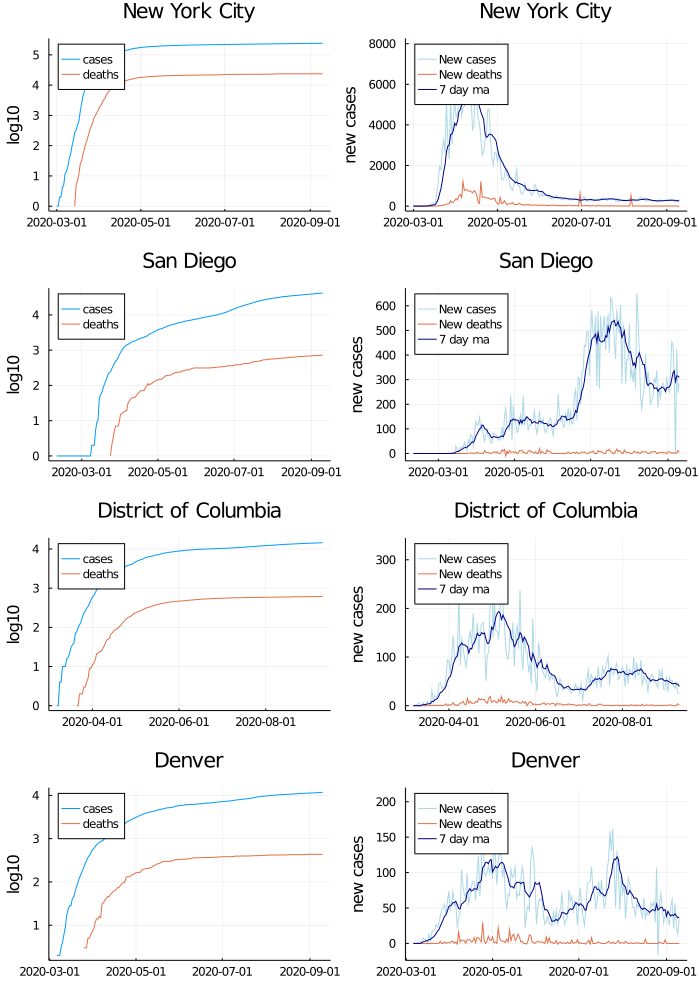 New York City
New York City
5
4
3
2
1
0
log10
cases
deaths
2020-03-01 2020-05-01 2020-07-01 2020-09-01
8000
6000
4000
2000
0
new cases
New cases
New deaths
7 day ma
2020-03-01 2020-05-01 2020-07-01 2020-09-01
San Diego
San Diego
4
3
2
1
0
log10
cases
deaths
2020-03-01 2020-05-01 2020-07-01 2020-09-01
600
500
400
300
200
100
0
new cases
New cases
New deaths
7 day ma
2020-03-01 2020-05-01 2020-07-01 2020-09-01
District of Columbia
District of Columbia
4
3
2
1
0
log10
cases
deaths
2020-04-01 2020-06-01 2020-08-01
300
200
100
0
new cases
New cases
New deaths
7 day ma
2020-04-01 2020-06-01 2020-08-01
Denver
Denver
4
3
2
1
log10
cases
deaths
2020-03-01 2020-05-01 2020-07-01 2020-09-01
200
150
100
50
0
new cases
New cases
New deaths
7 day ma
2020-03-01 2020-05-01 2020-07-01 2020-09-01